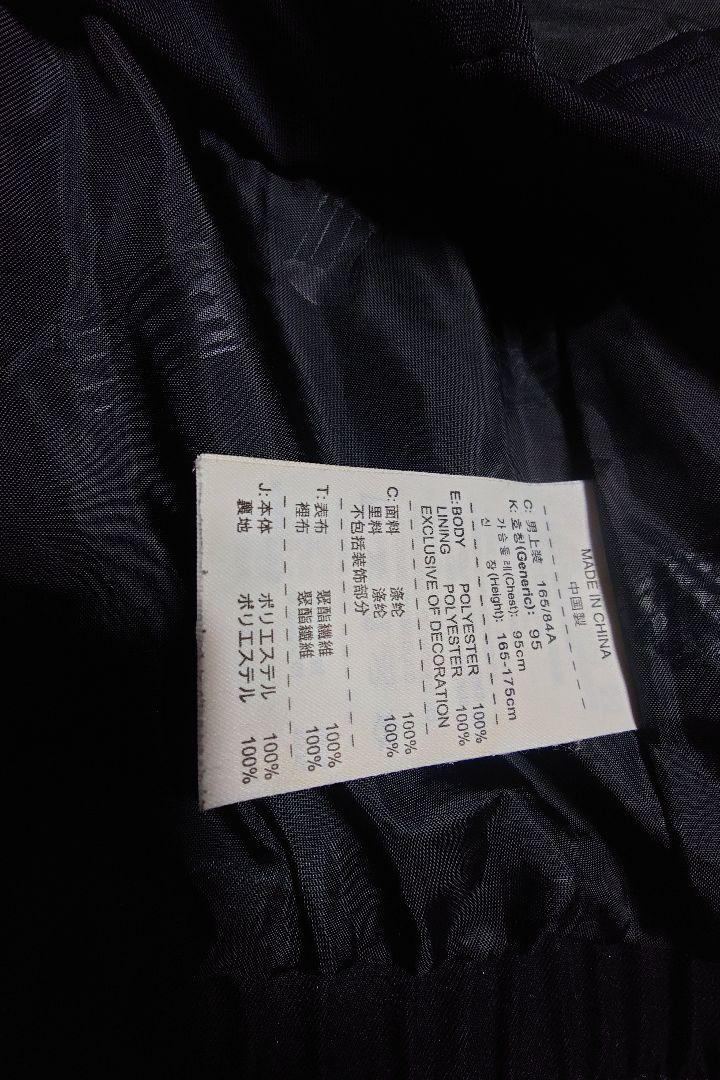 MADE IN CHINA
中国製
C: 男上装 165/84A
K: 호칭(Generic): 95
가슴둘레(Chest): 95cm
신 장(Height): 165-175cm
E:BODY POLYESTER 100%
LINING POLYESTER 100%
EXCLUSIVE OF DECORATION
C: 面料 涤纶 100%
里料 涤纶 100%
不包括装饰部分
T: 表布 聚酯纖維 100%
裡布 聚酯纖維 100%
J: 本体 ポリエステル 100%
裏地 ポリエステル 100%